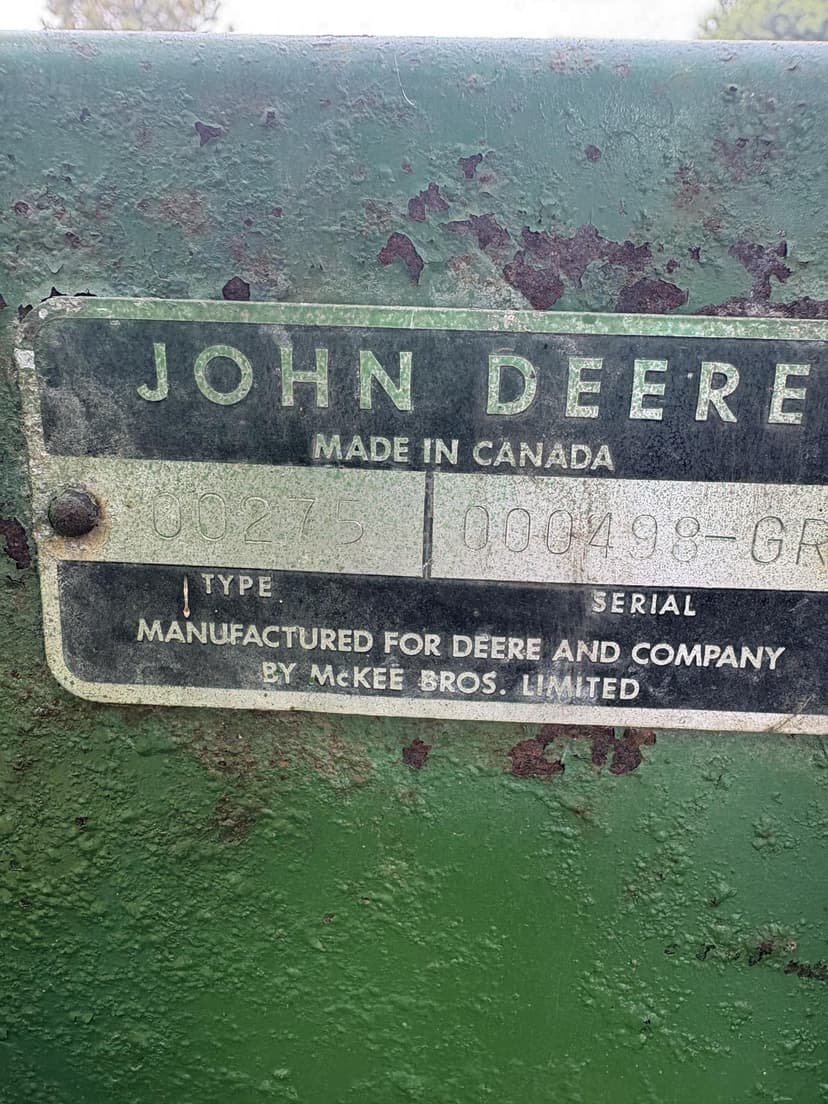 JOHN DEERE
MADE IN CANADA
00275 000498-GR
TYPE SERIAL
MANUFACTURED FOR DEERE AND COMPANY
BY McKEE BROS. LIMITED